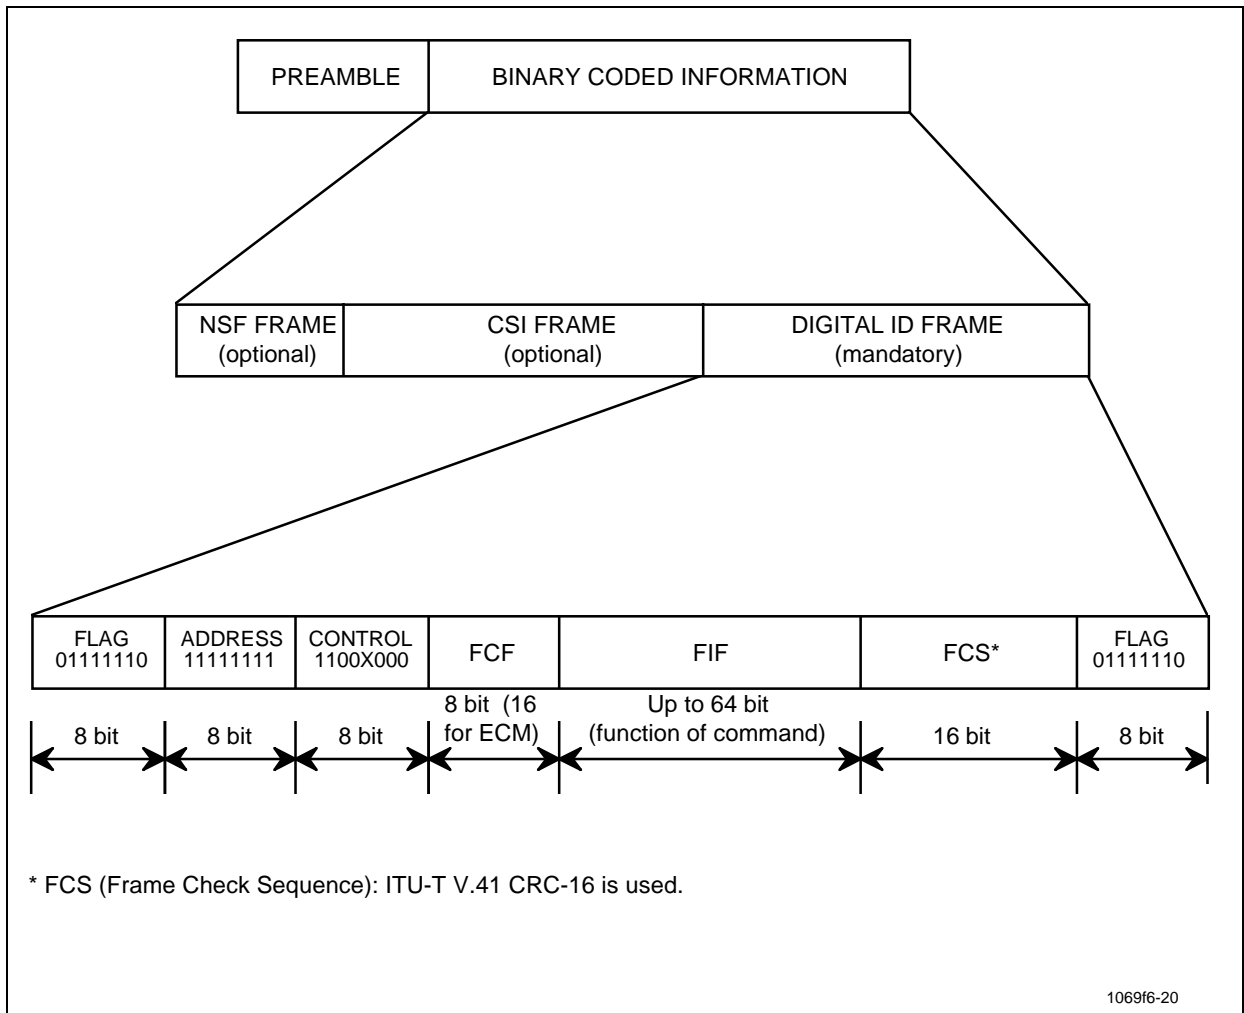 PREAMBLE
BINARY CODED INFORMATION
NSF FRAME
(optional)
CSI FRAME
(optional)
DIGITAL ID FRAME
(mandatory)
FLAG
01111110
ADDRESS
11111111
CONTROL
1100X000
FCF
FIF
FCS*
FLAG
01111110
8 bit
8 bit
8 bit
8 bit (16
for ECM)
Up to 64 bit
(function of command)
16 bit
8 bit
* FCS (Frame Check Sequence): ITU-T V.41 CRC-16 is used.
1069f6-20